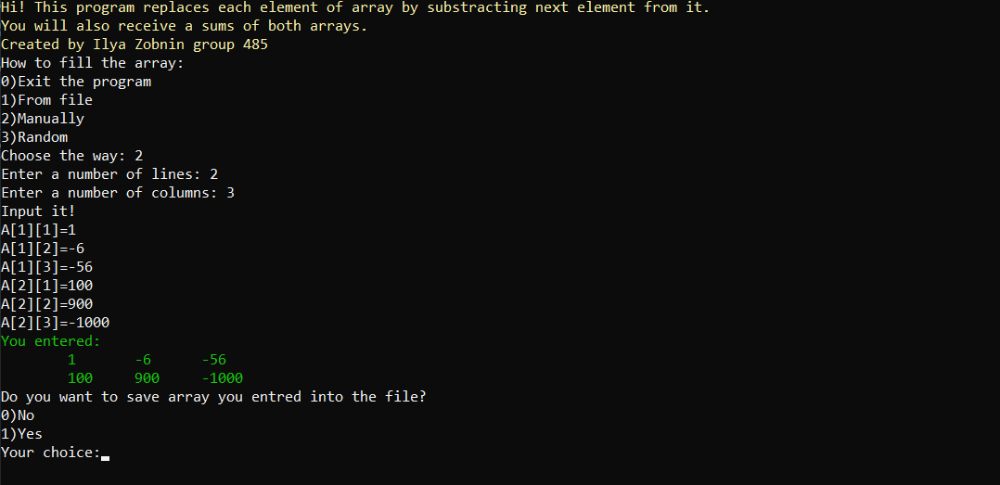 Hi! This program replaces each element of array by substracting next element from it.
You will also receive a sums of both arrays.
Created by Ilya Zobnin group 485
How to fill the array:
0)Exit the program
1)From file
2)Manually
3)Random
Choose the way: 2
Enter a number of lines: 2
Enter a number of columns: 3
Input it!
A[1][1]=1
A[1][2]=-6
A[1][3]=-56
A[2][1]=100
A[2][2]=900
A[2][3]=-1000
You entered:
1 -6 -56
100 900 -1000
Do you want to save array you entred into the file?
0)No
1)Yes
Your choice: